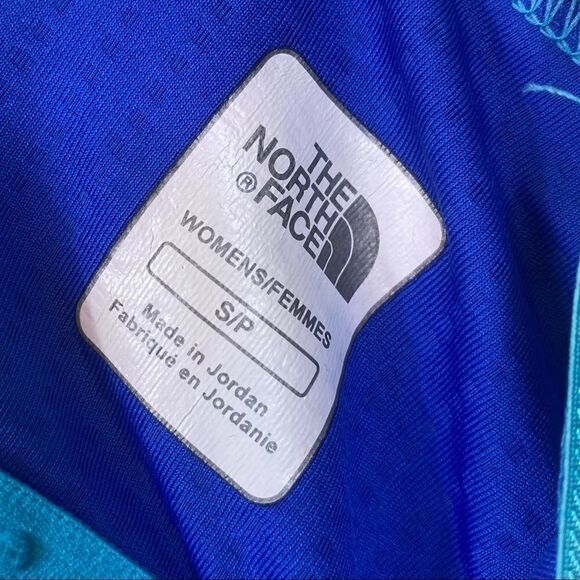 THE
NORTH
FACE
®
WOMENS/FEMMES
S/P
Made in Jordan
Fabriqué en Jordanie